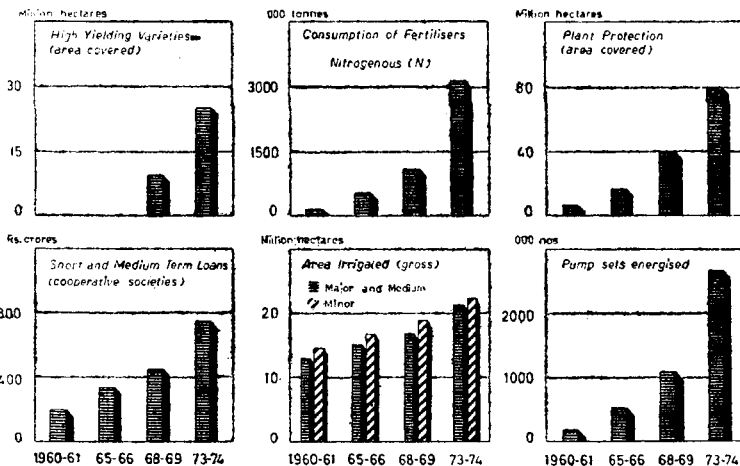 Million hectares
High Yielding Varieties
(area covered)
30
15
0
000 tonnes
Consumption of Fertilisers
Nitrogenous (N)
3000
1500
0
Million hectares
Plant Protection
(area covered)
80
40
0
Rs. crores
Short and Medium Term Loans
(cooperative societies)
800
400
0
1960-61 65-66 68-69 73-74
Million hectares
Area Irrigated (gross)
Major and Medium
Minor
20
10
0
1960-61 65-66 68-69 73-74
000 nos
Pump sets energised
2000
1000
0
1960-61 65-66 68-69 73-74